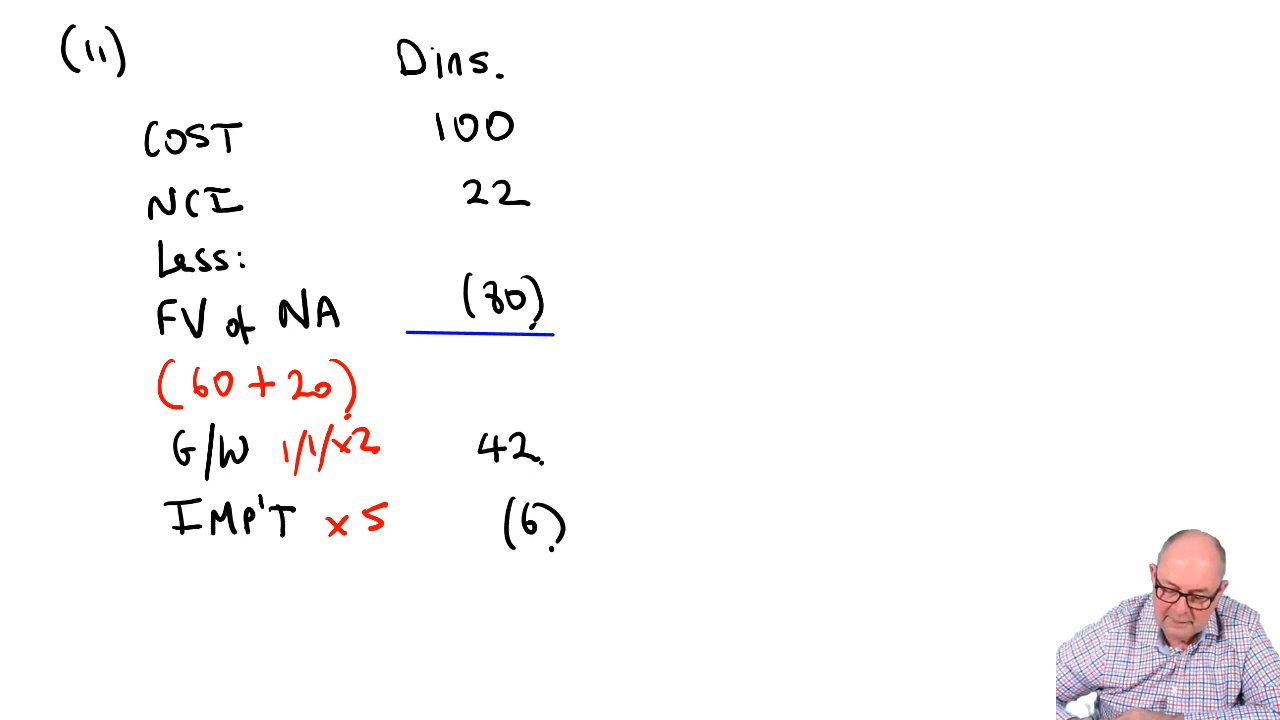 (ii) Dins.
COST 100
NCI 22
Less:
FV of NA (80)
(60 + 20)
G/W 1/1/x2 42
IMP'T x5 (6)